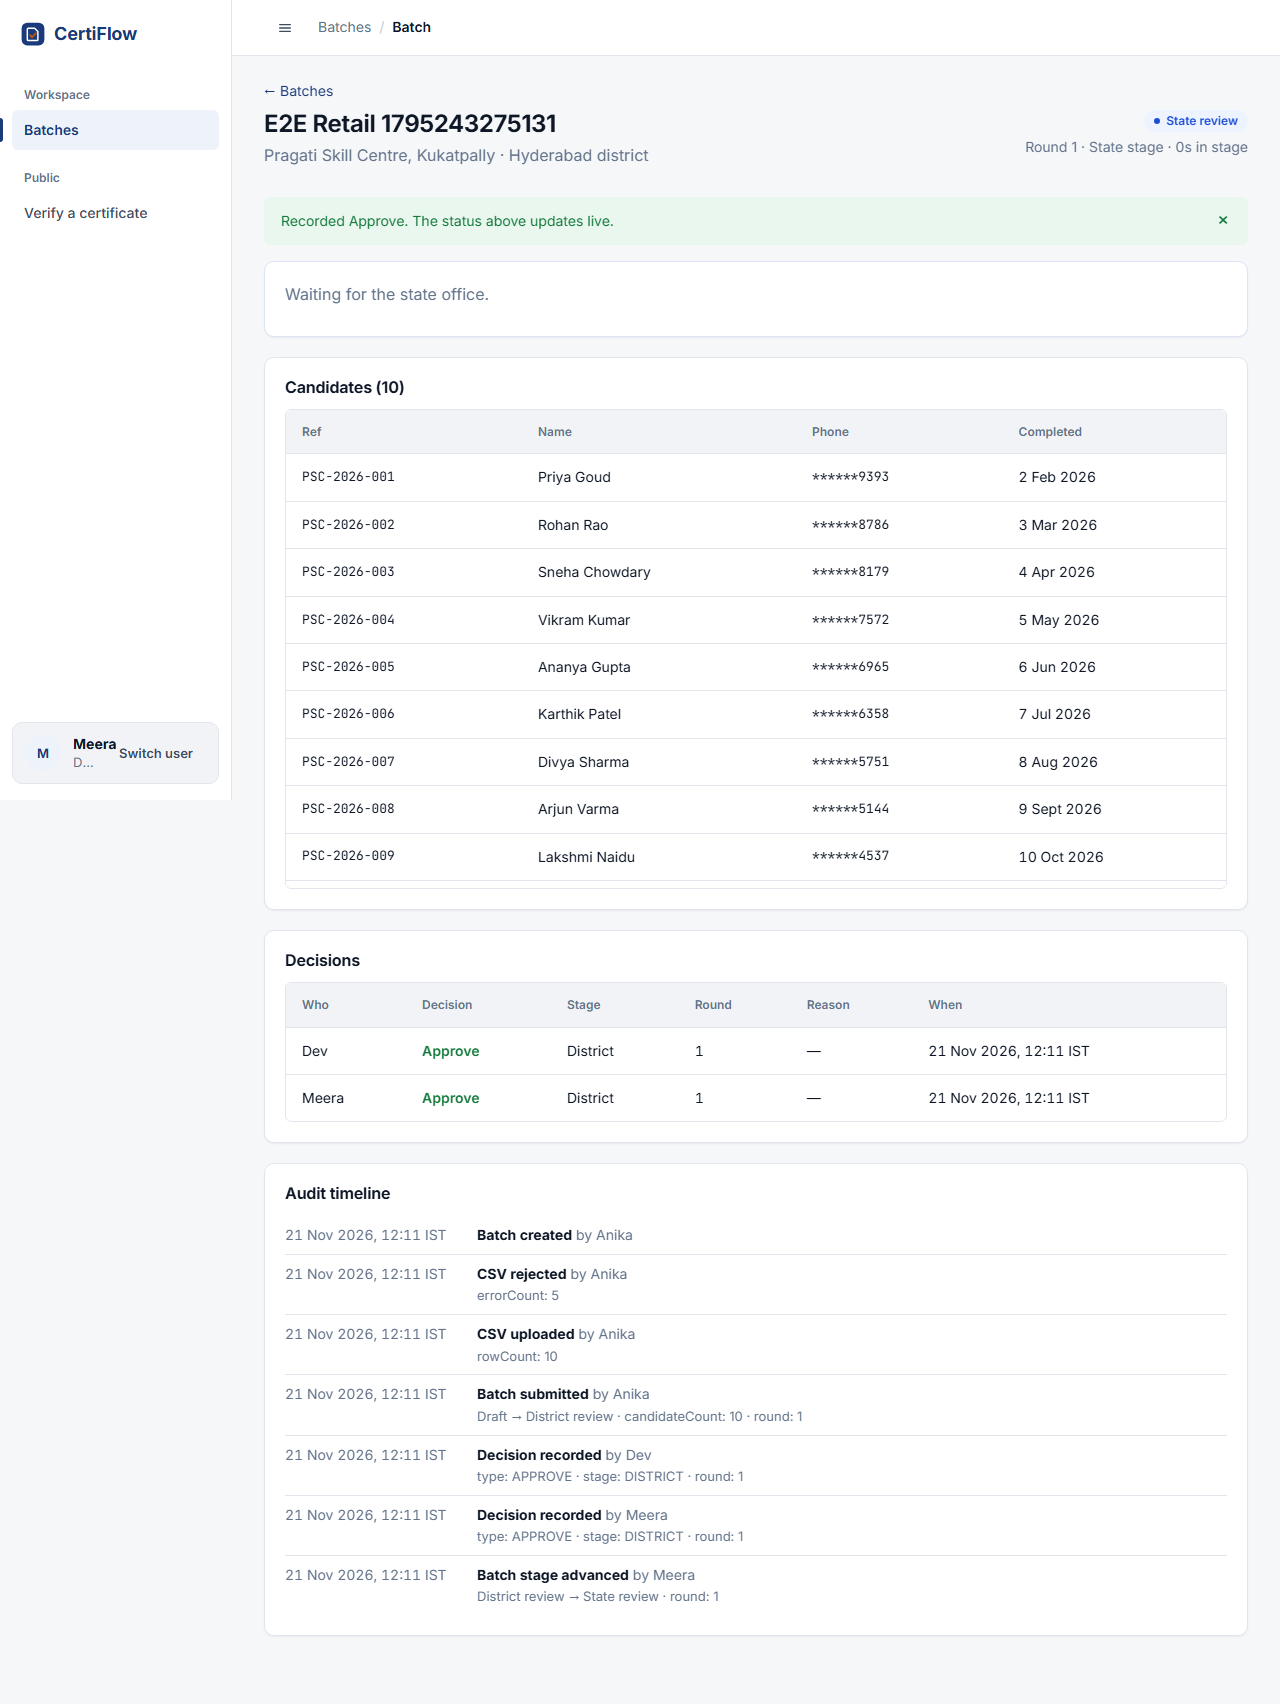 CertiFlow
Workspace
Batches
Public
Verify a certificate
M
Meera
D...
Switch user
Batches / Batch
← Batches
E2E Retail 1795243275131
Pragati Skill Centre, Kukatpally · Hyderabad district
State review
Round 1 · State stage · 0s in stage
Recorded Approve. The status above updates live.
×
Waiting for the state office.
Candidates (10)
Ref Name Phone Completed
PSC-2026-001 Priya Goud ******9393 2 Feb 2026
PSC-2026-002 Rohan Rao ******8786 3 Mar 2026
PSC-2026-003 Sneha Chowdary ******8179 4 Apr 2026
PSC-2026-004 Vikram Kumar ******7572 5 May 2026
PSC-2026-005 Ananya Gupta ******6965 6 Jun 2026
PSC-2026-006 Karthik Patel ******6358 7 Jul 2026
PSC-2026-007 Divya Sharma ******5751 8 Aug 2026
PSC-2026-008 Arjun Varma ******5144 9 Sept 2026
PSC-2026-009 Lakshmi Naidu ******4537 10 Oct 2026
Decisions
Who Decision Stage Round Reason When
Dev Approve District 1 — 21 Nov 2026, 12:11 IST
Meera Approve District 1 — 21 Nov 2026, 12:11 IST
Audit timeline
21 Nov 2026, 12:11 IST Batch created by Anika
21 Nov 2026, 12:11 IST CSV rejected by Anika
errorCount: 5
21 Nov 2026, 12:11 IST CSV uploaded by Anika
rowCount: 10
21 Nov 2026, 12:11 IST Batch submitted by Anika
Draft → District review · candidateCount: 10 · round: 1
21 Nov 2026, 12:11 IST Decision recorded by Dev
type: APPROVE · stage: DISTRICT · round: 1
21 Nov 2026, 12:11 IST Decision recorded by Meera
type: APPROVE · stage: DISTRICT · round: 1
21 Nov 2026, 12:11 IST Batch stage advanced by Meera
District review → State review · round: 1